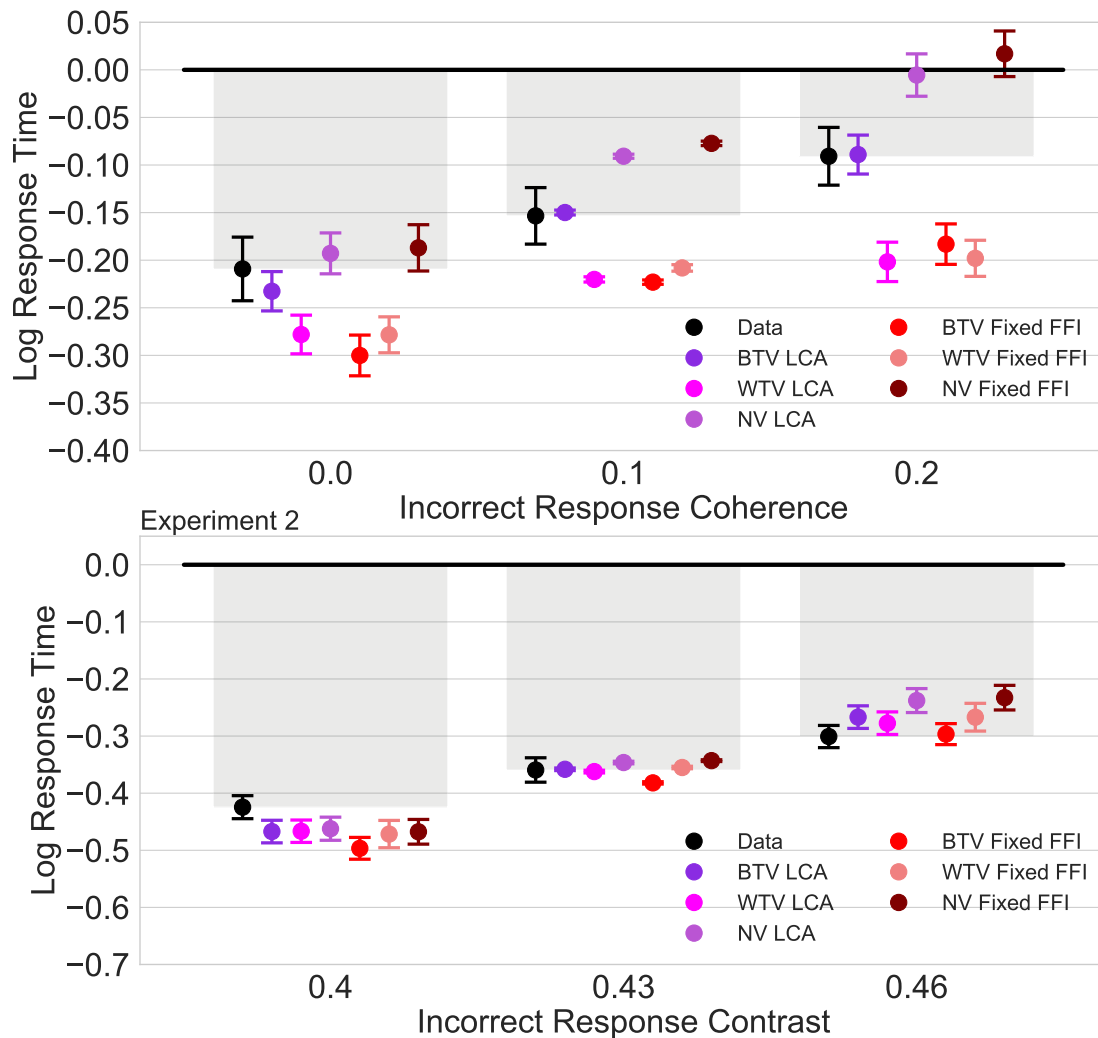 0.05
0.00
−0.05
−0.10
−0.15
−0.20
−0.25
−0.30
−0.35
−0.40
Log Response Time
Data
BTV LCA
WTV LCA
NV LCA
BTV Fixed FFI
WTV Fixed FFI
NV Fixed FFI
0.0 0.1 0.2
Incorrect Response Coherence
Experiment 2
0.0
−0.1
−0.2
−0.3
−0.4
−0.5
−0.6
−0.7
Log Response Time
Data
BTV LCA
WTV LCA
NV LCA
BTV Fixed FFI
WTV Fixed FFI
NV Fixed FFI
0.4 0.43 0.46
Incorrect Response Contrast